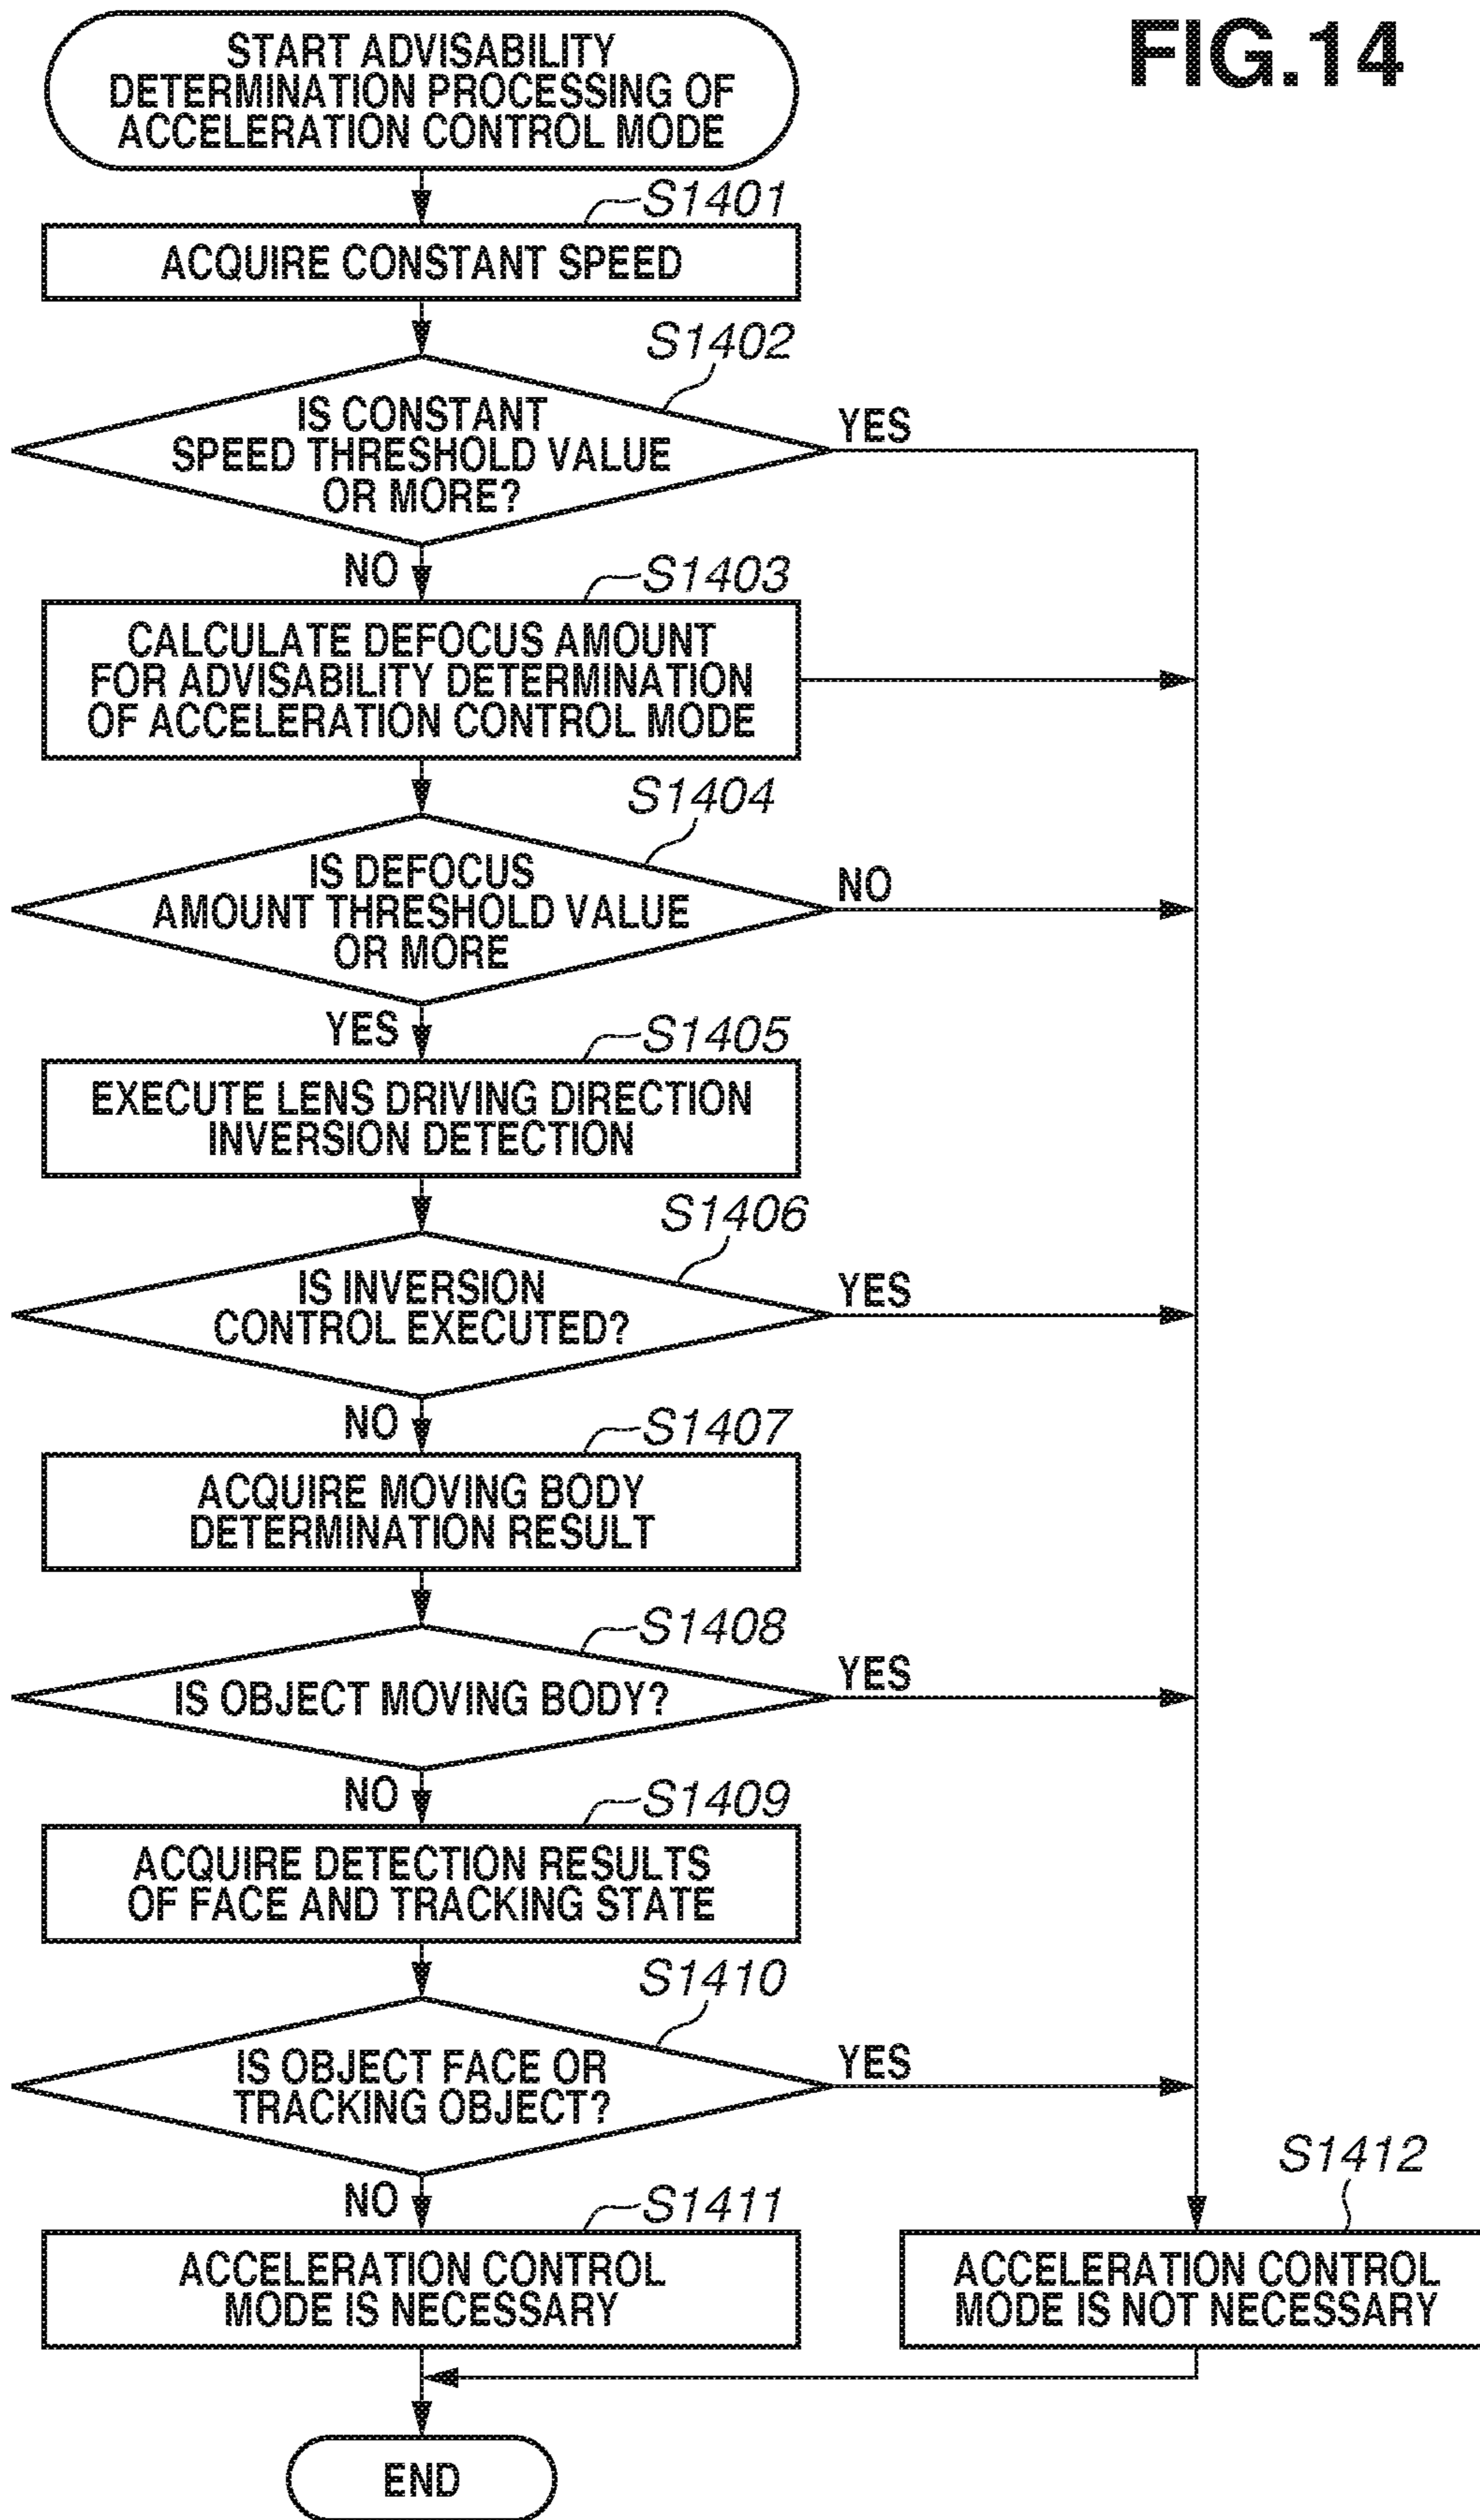 FIG.14
START ADVISABILITY
DETERMINATION PROCESSING OF
ACCELERATION CONTROL MODE
S1401
ACQUIRE CONSTANT SPEED
S1402
IS CONSTANT
SPEED THRESHOLD VALUE
OR MORE?
YES
NO
S1403
CALCULATE DEFOCUS AMOUNT
FOR ADVISABILITY DETERMINATION
OF ACCELERATION CONTROL MODE
S1404
IS DEFOCUS
AMOUNT THRESHOLD VALUE
OR MORE
NO
YES
S1405
EXECUTE LENS DRIVING DIRECTION
INVERSION DETECTION
S1406
IS INVERSION
CONTROL EXECUTED?
YES
NO
S1407
ACQUIRE MOVING BODY
DETERMINATION RESULT
S1408
IS OBJECT MOVING BODY?
YES
NO
S1409
ACQUIRE DETECTION RESULTS
OF FACE AND TRACKING STATE
S1410
IS OBJECT FACE OR
TRACKING OBJECT?
YES
NO
S1411
ACCELERATION CONTROL
MODE IS NECESSARY
S1412
ACCELERATION CONTROL
MODE IS NOT NECESSARY
END